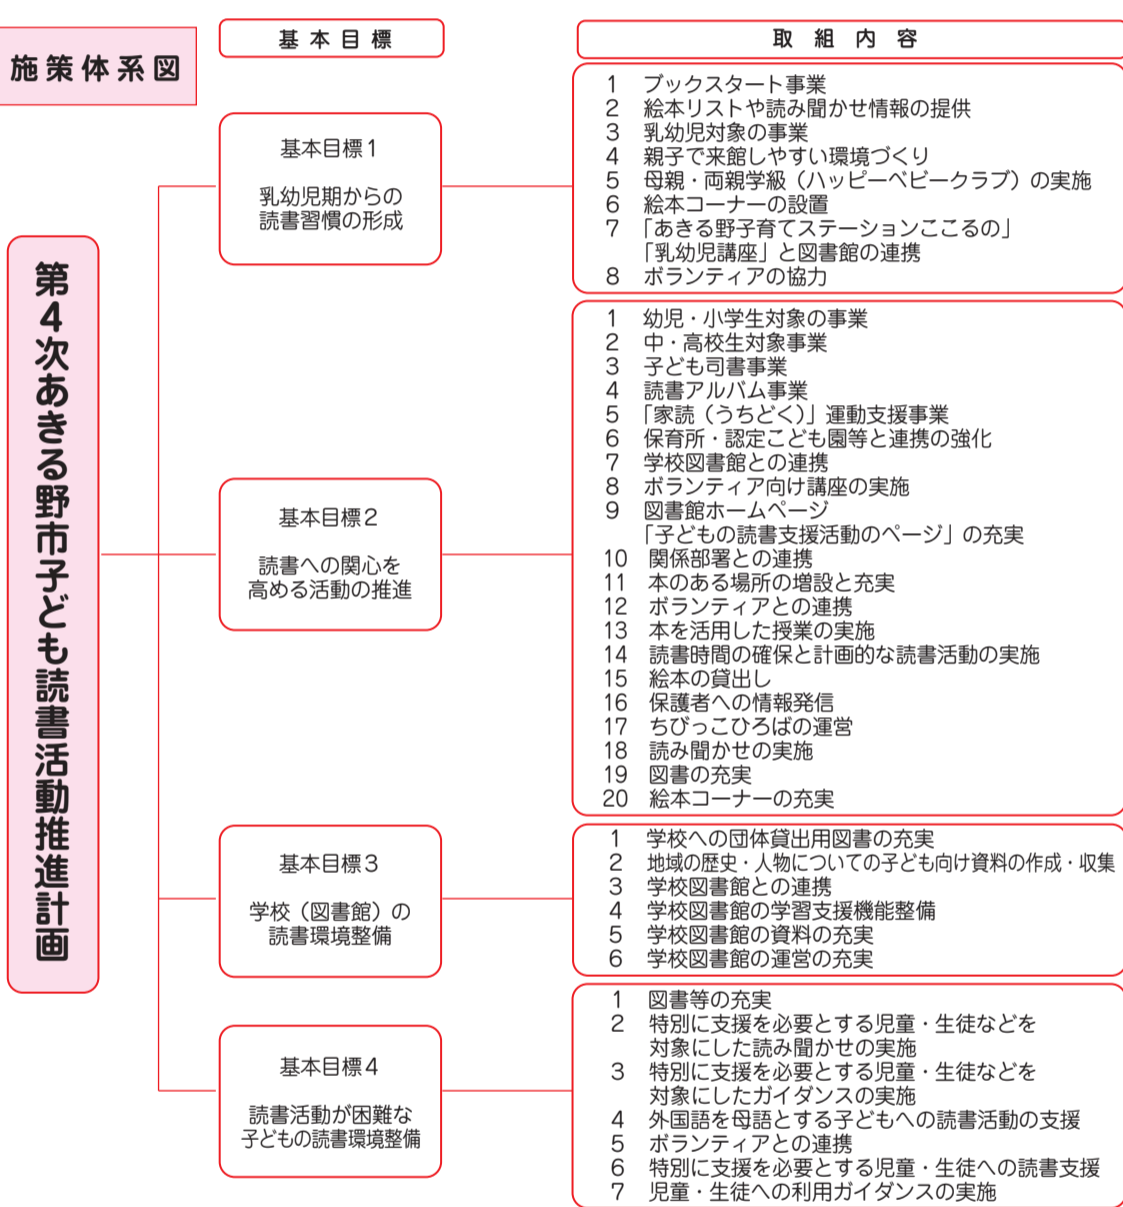 施策体系図
基本目標
取組内容
第4次あきる野市子ども読書活動推進計画
基本目標1
乳幼児期からの
読書習慣の形成
1 ブックスタート事業
2 絵本リストや読み聞かせ情報の提供
3 乳幼児対象の事業
4 親子で来館しやすい環境づくり
5 母親・両親学級（ハッピーベビークラブ）の実施
6 絵本コーナーの設置
7 「あきる野子育てステーションここるの」
「乳幼児講座」と図書館の連携
8 ボランティアの協力
基本目標2
読書への関心を
高める活動の推進
1 幼児・小学生対象の事業
2 中・高校生対象事業
3 子ども司書事業
4 読書アルバム事業
5 「家読（うちどく）」運動支援事業
6 保育所・認定こども園等と連携の強化
7 学校図書館との連携
8 ボランティア向け講座の実施
9 図書館ホームページ
「子どもの読書支援活動のページ」の充実
10 関係部署との連携
11 本のある場所の増設と充実
12 ボランティアとの連携
13 本を活用した授業の実施
14 読書時間の確保と計画的な読書活動の実施
15 絵本の貸出し
16 保護者への情報発信
17 ちびっこひろばの運営
18 読み聞かせの実施
19 図書の充実
20 絵本コーナーの充実
基本目標3
学校（図書館）の
読書環境整備
1 学校への団体貸出用図書の充実
2 地域の歴史・人物についての子ども向け資料の作成・収集
3 学校図書館との連携
4 学校図書館の学習支援機能整備
5 学校図書館の資料の充実
6 学校図書館の運営の充実
基本目標4
読書活動が困難な
子どもの読書環境整備
1 図書等の充実
2 特別に支援を必要とする児童・生徒などを
対象にした読み聞かせの実施
3 特別に支援を必要とする児童・生徒などを
対象にしたガイダンスの実施
4 外国語を母語とする子どもへの読書活動の支援
5 ボランティアとの連携
6 特別に支援を必要とする児童・生徒への読書支援
7 児童・生徒への利用ガイダンスの実施